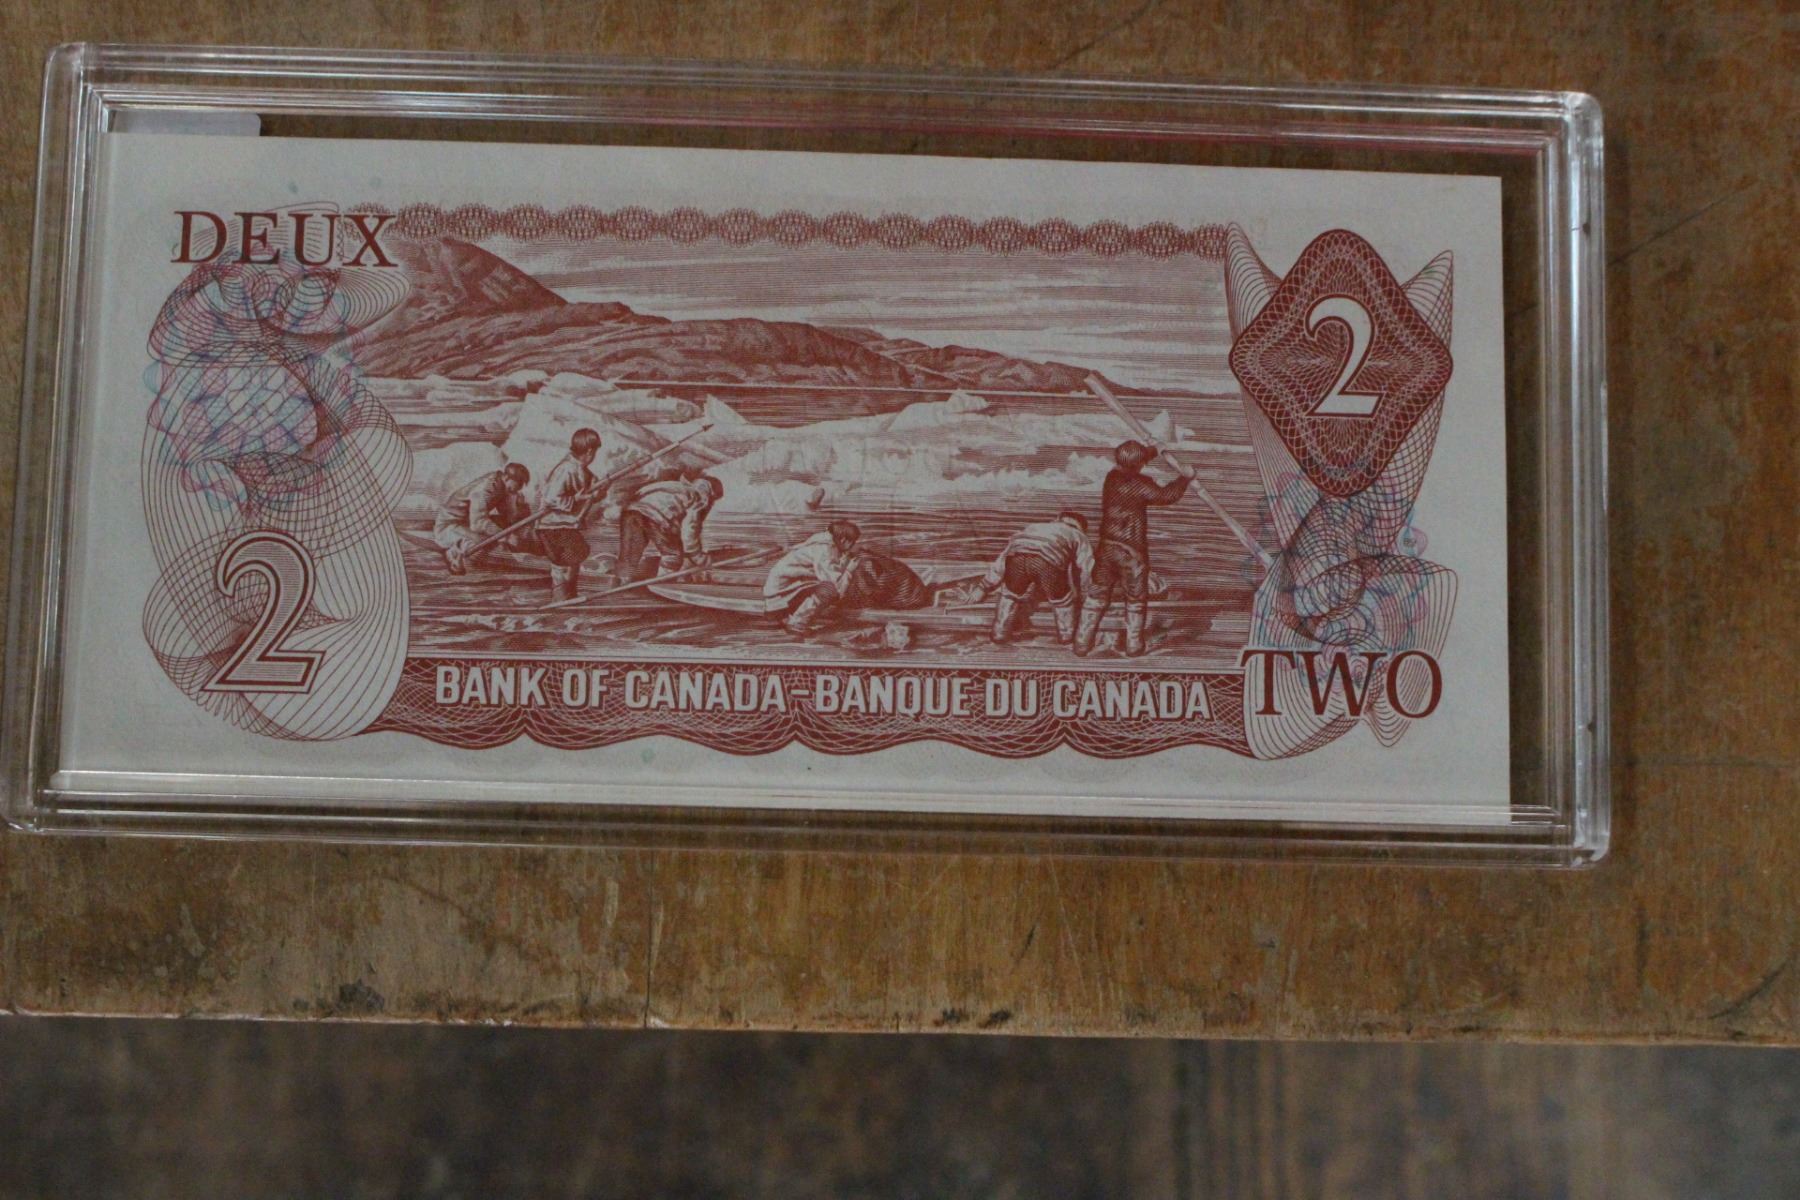 DEUX
2
2
BANK OF CANADA-BANQUE DU CANADA
TWO